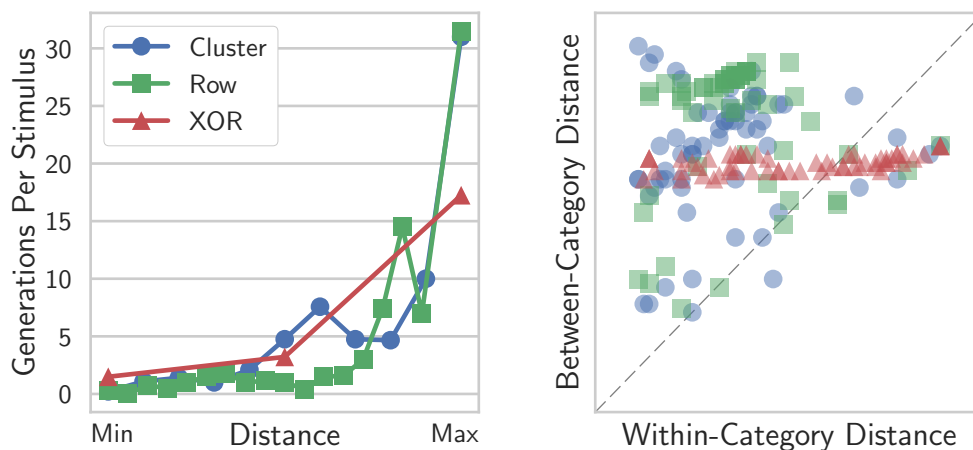 Generations Per Stimulus
30
25
20
15
10
5
0
Cluster
Row
XOR
Min
Distance
Max
Between-Category Distance
Within-Category Distance